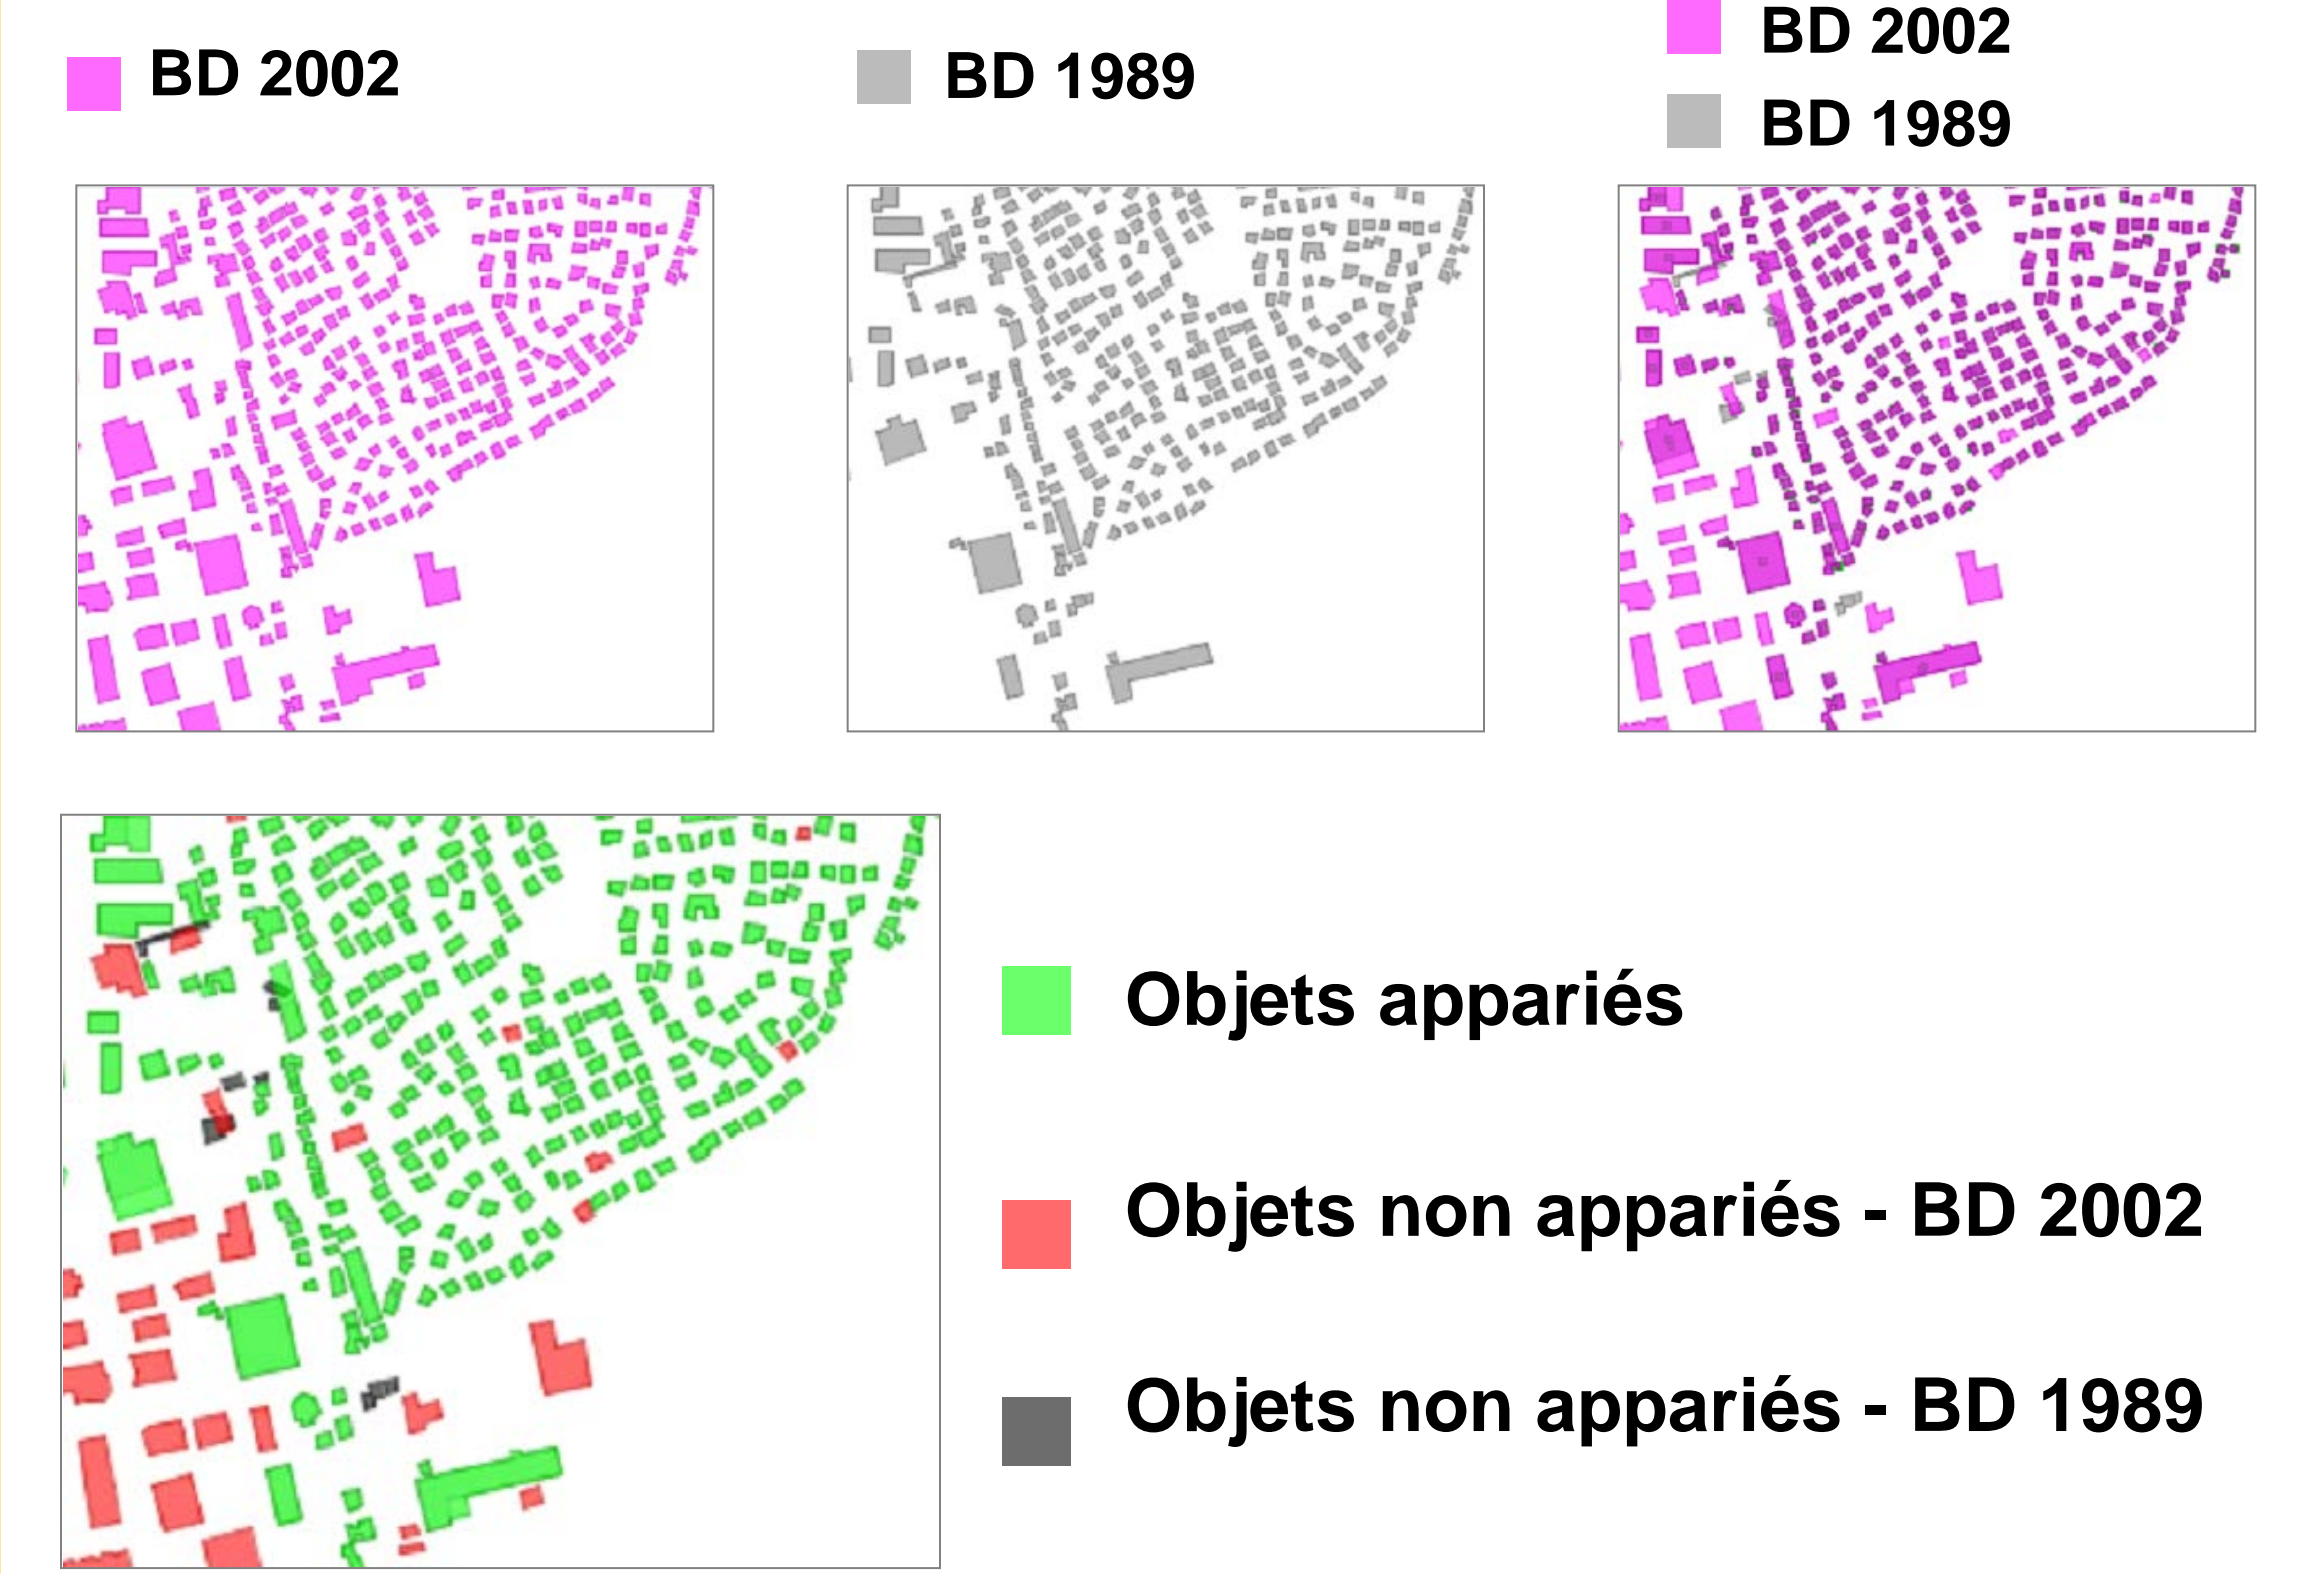 BD 2002
BD 1989
BD 2002
BD 1989
Objets appariés
Objets non appariés - BD 2002
Objets non appariés - BD 1989